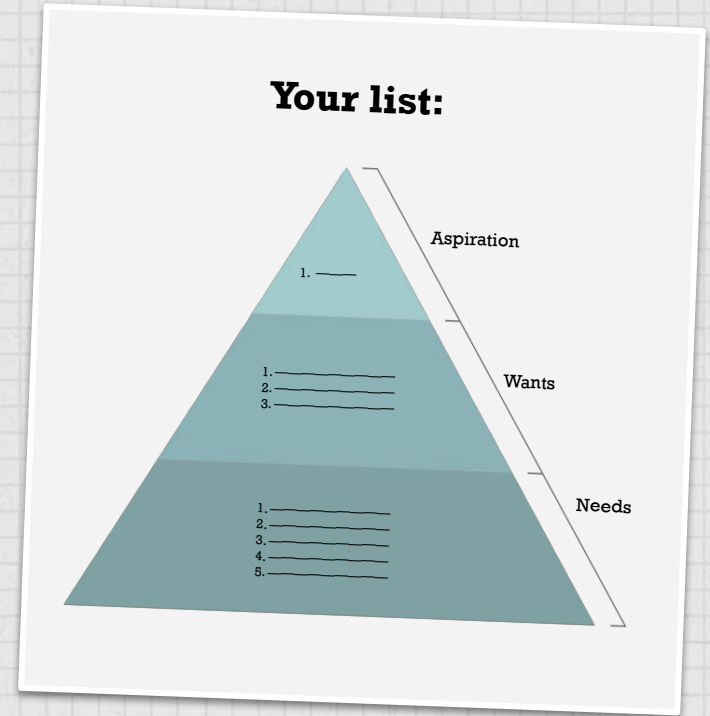 Your list:
Aspiration
1.
Wants
1.
2.
3.
Needs
1.
2.
3.
4.
5.